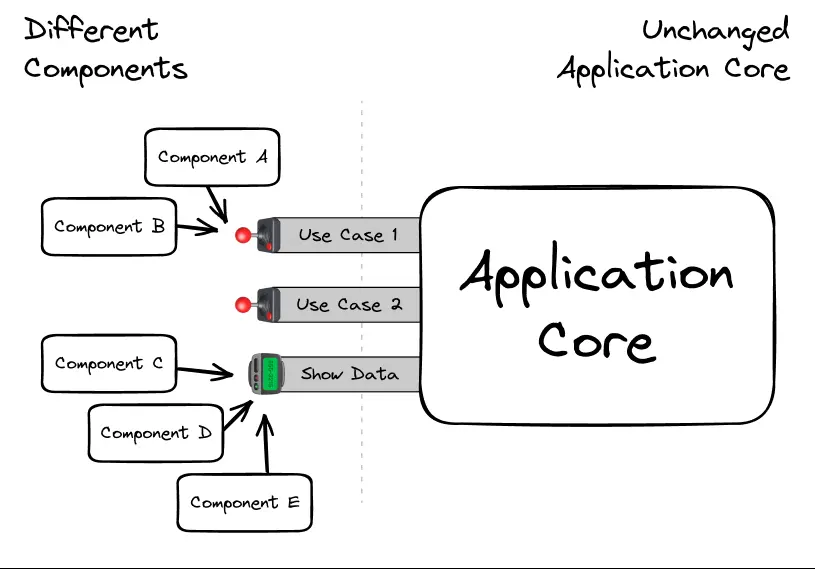 Different
Components
Unchanged
Application Core
Component A
Component B
Use Case 1
Use Case 2
Component C
Show Data
Component D
Component E
Application
Core